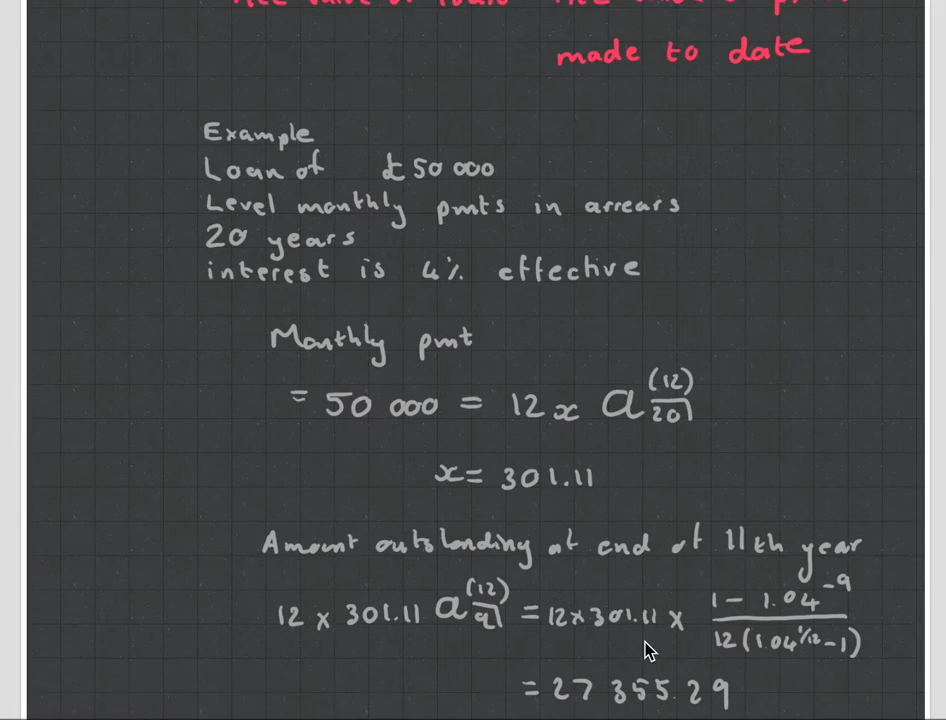 made to date
Example
Loan of £50 000
Level monthly pmts in arrears
20 years
interest is 4% effective
Monthly pmt
= 50 000 = 12x a (12) 20
x = 301.11
Amount outstanding at end of 11th year
12 x 301.11 a (12) 9 = 12 x 301.11 x 1 - 1.04^-9 / 12(1.04^1/12 - 1)
= 27 355.29